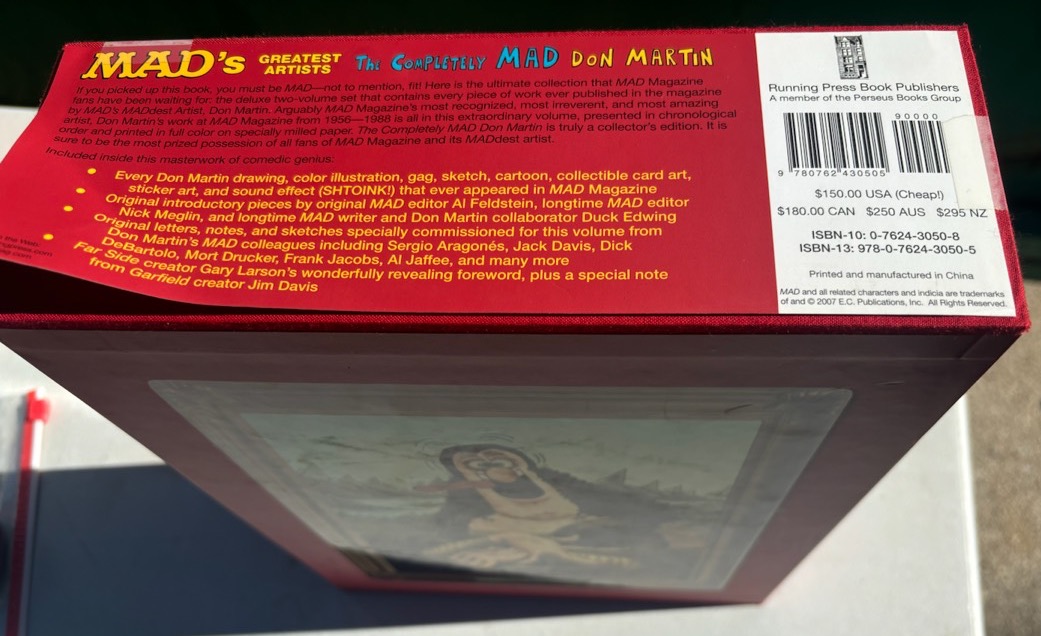 MAD's GREATEST ARTISTS The COMPLETELY MAD DON MARTIN
If you picked up this book, you must be MAD—not to mention, fit! Here is the ultimate collection that MAD Magazine
fans have been waiting for: the deluxe two-volume set that contains every piece of work ever published in the magazine
by MAD's MADdest Artist, Don Martin. Arguably MAD Magazine's most recognized, most irreverent, and most amazing
artist, Don Martin's work at MAD Magazine from 1956—1988 is all in this extraordinary volume, presented in chronological
order and printed in full color on specially milled paper. The Completely MAD Don Martin is truly a collector's edition. It is
sure to be the most prized possession of all fans of MAD Magazine and its MADdest artist.
Included inside this masterwork of comedic genius:
• Every Don Martin drawing, color illustration, gag, sketch, cartoon, collectible card art,
sticker art, and sound effect (SHTOINK!) that ever appeared in MAD Magazine
• Original introductory pieces by original MAD editor Al Feldstein, longtime MAD editor
Nick Meglin, and longtime MAD writer and Don Martin collaborator Duck Edwing
• Original letters, notes, and sketches specially commissioned for this volume from
Don Martin's MAD colleagues including Sergio Aragonés, Jack Davis, Dick
DeBartolo, Mort Drucker, Frank Jacobs, Al Jaffee, and many more
• Far Side creator Gary Larson's wonderfully revealing foreword, plus a special note
from Garfield creator Jim Davis
Running Press Book Publishers
A member of the Perseus Books Group
90000
9 780762 430505
$150.00 USA (Cheap!)
$180.00 CAN $250 AUS $295 NZ
ISBN-10: 0-7624-3050-8
ISBN-13: 978-0-7624-3050-5
Printed and manufactured in China
MAD and all related characters and indicia are trademarks
of and © 2007 E.C. Publications, Inc. All Rights Reserved.